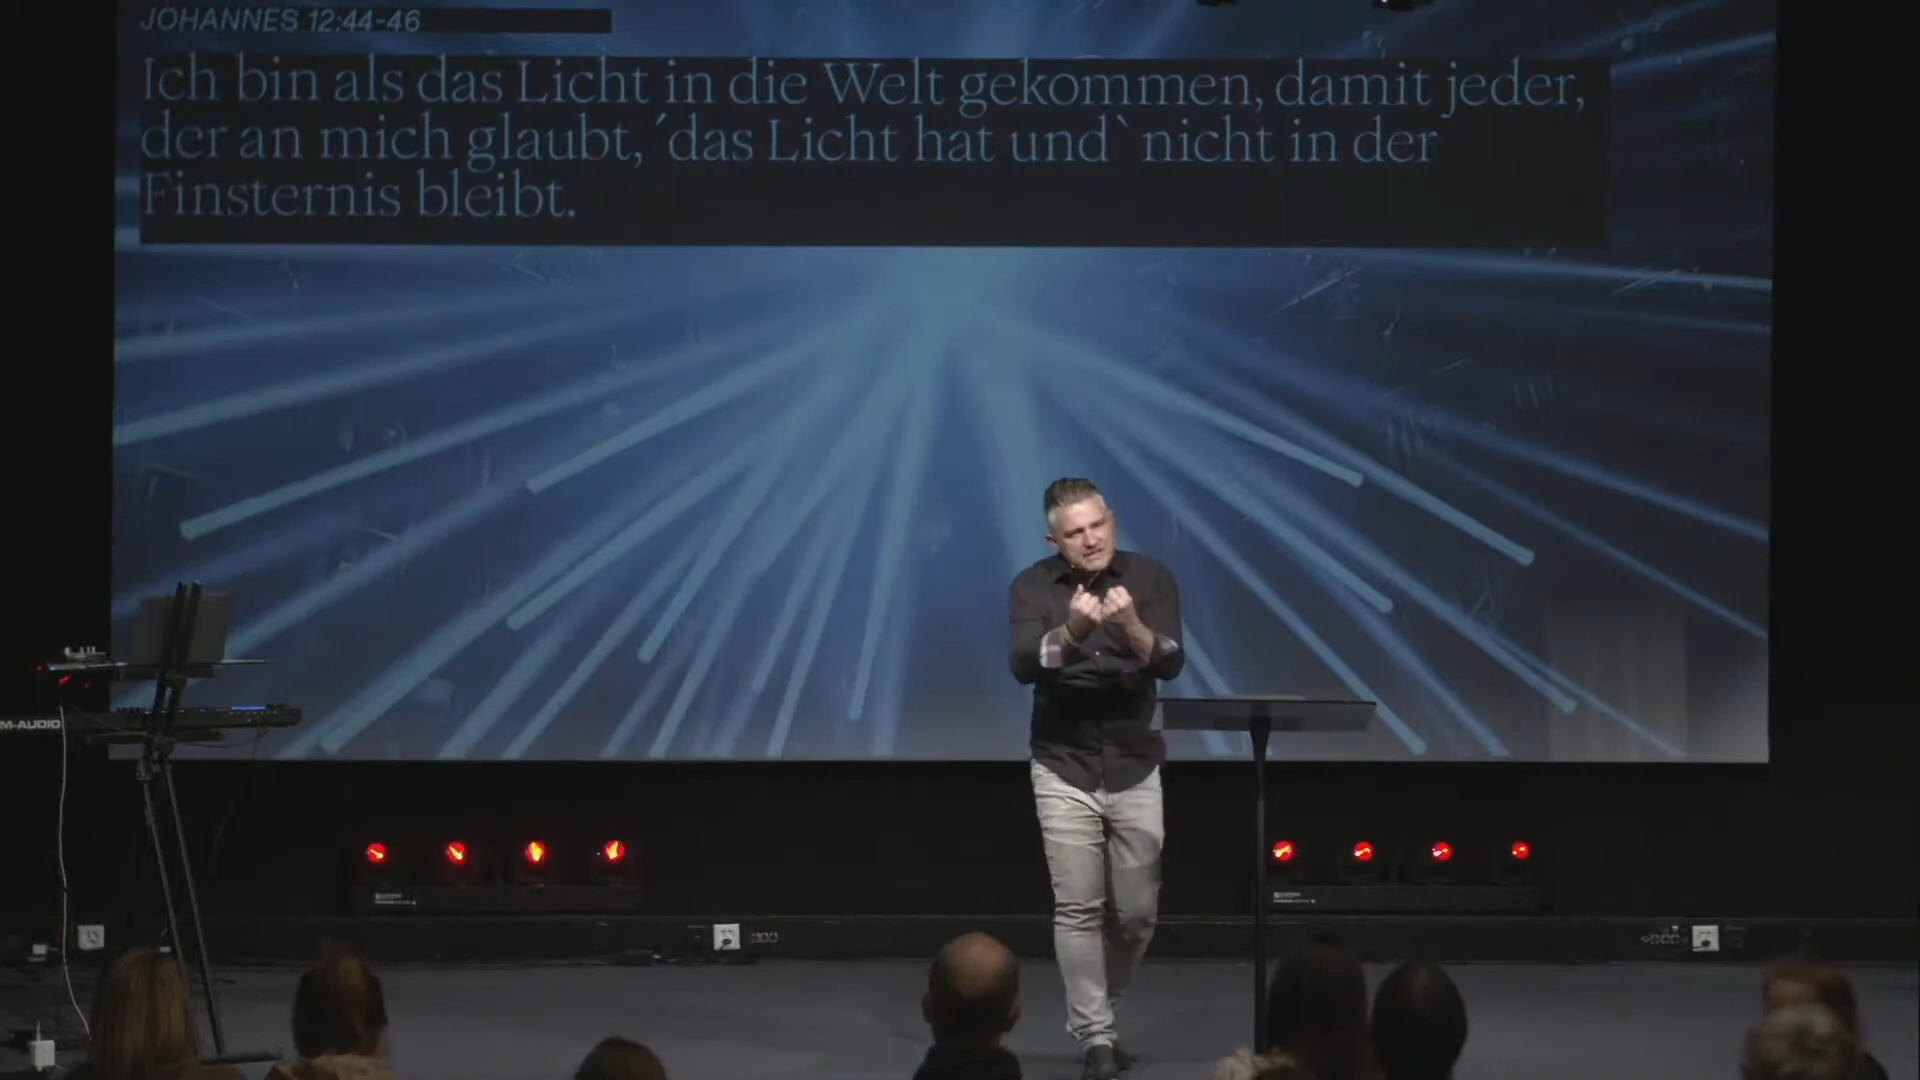 JOHANNES 12:44-46
Ich bin als das Licht in die Welt gekommen, damit jeder,
der an mich glaubt, ´das Licht hat und` nicht in der
Finsternis bleibt.
M-AUDIO